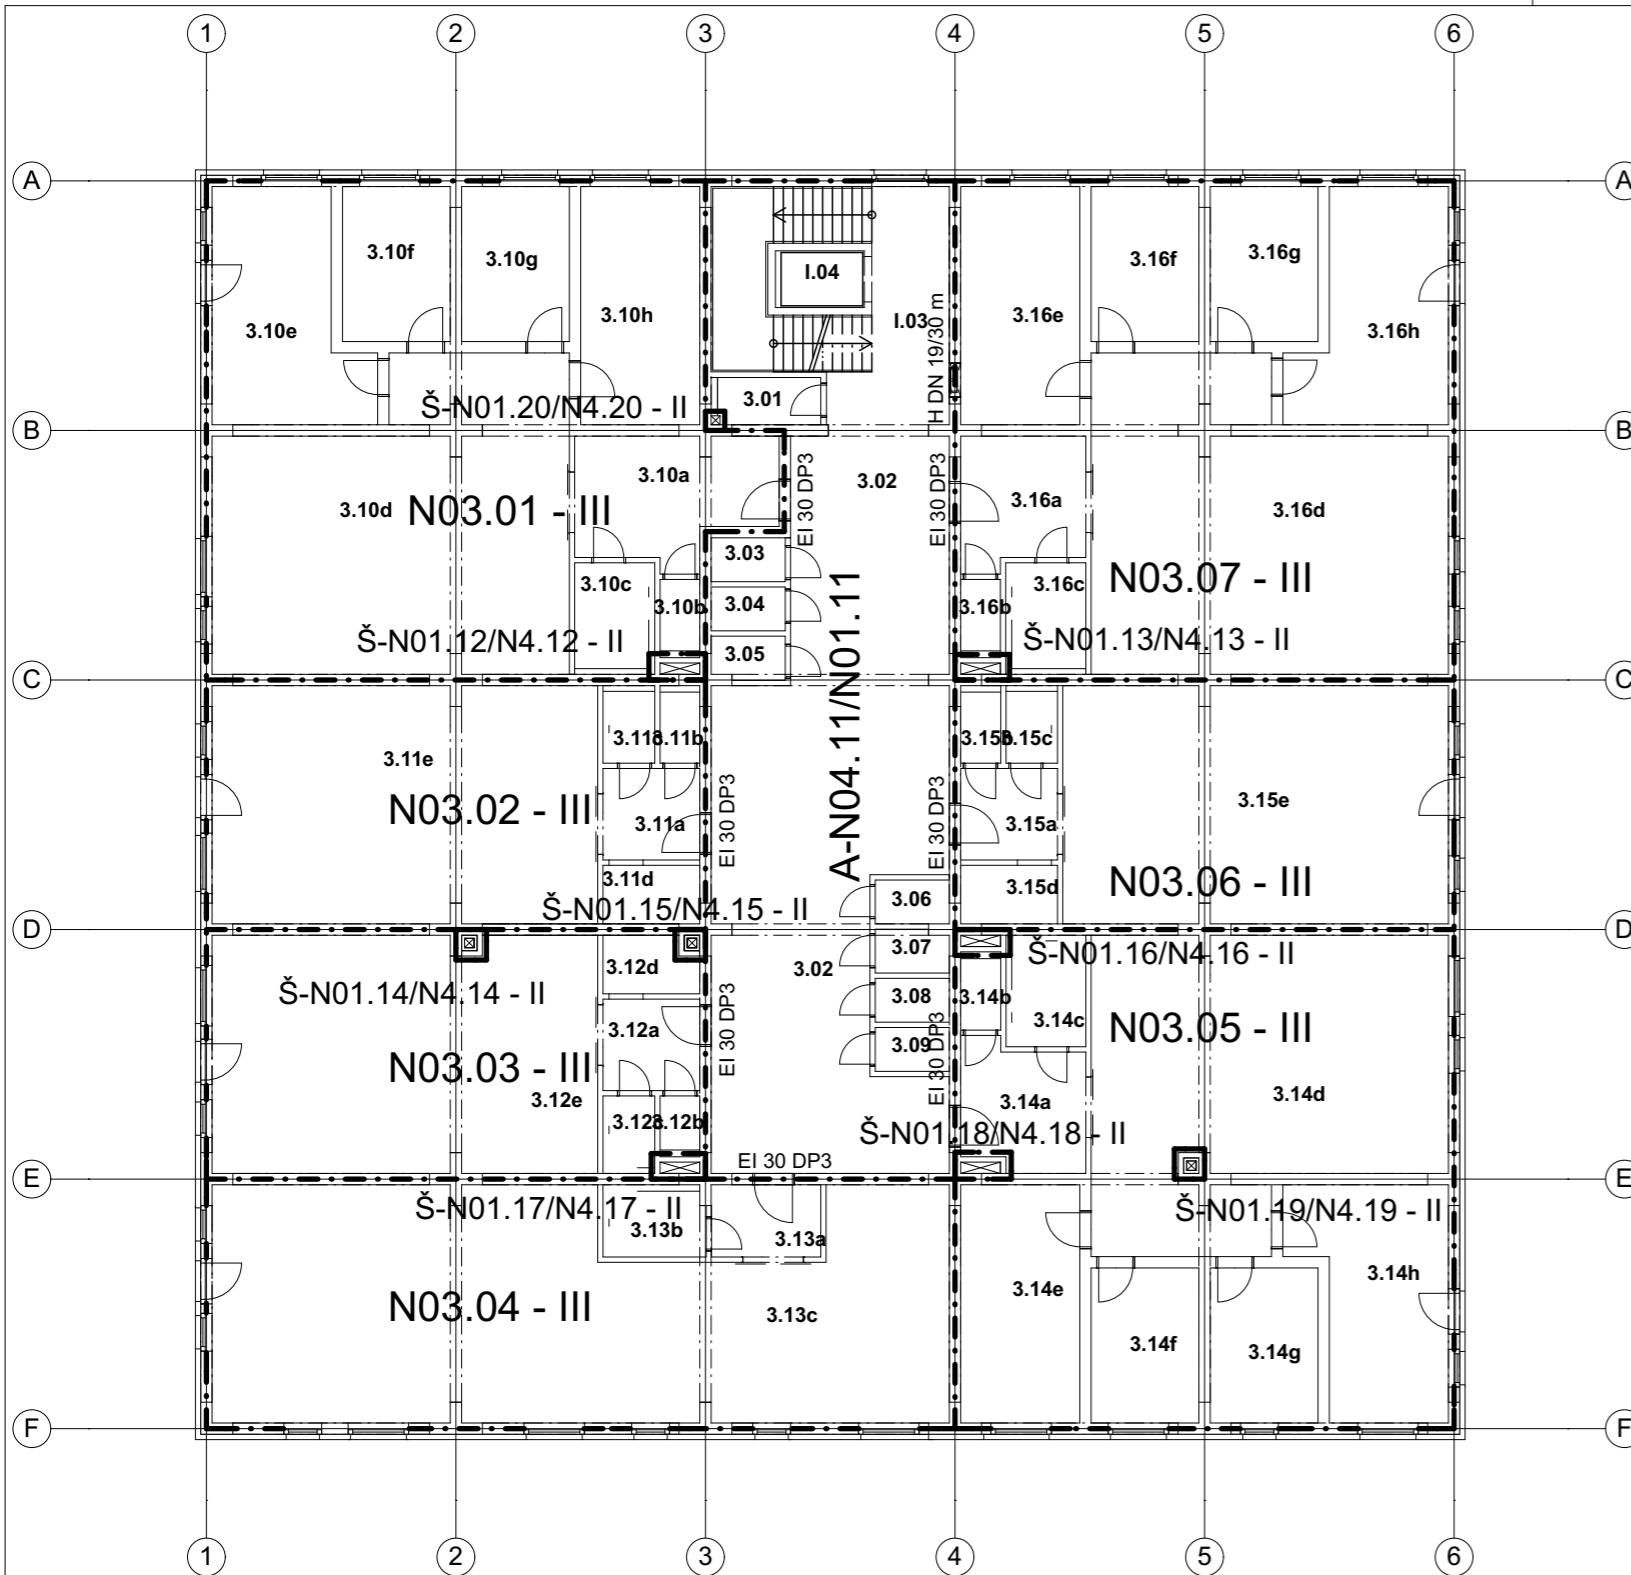 1 2 3 4 5 6
A A
3.10f 3.10g I.04 3.16f 3.16g
3.10e 3.10h I.03 3.16e 3.16h
H DN 19/30 m
3.01
Š-N01.20/N4.20 - II
B B
3.10a 3.02 3.16a
3.10d N03.01 - III EI 30 DP3 EI 30 DP3 3.16d
3.03
3.10c 3.10b 3.04 3.16b 3.16c N03.07 - III
Š-N01.12/N4.12 - II 3.05 Š-N01.13/N4.13 - II
A-N04.11/N01.11
C C
3.11c 3.11b 3.15b 3.15c
3.11e 3.15e
N03.02 - III 3.11a EI 30 DP3 EI 30 DP3 3.15a
3.11d 3.06 3.15d N03.06 - III
Š-N01.15/N4.15 - II
D D
3.12d 3.02 3.07 Š-N01.16/N4.16 - II
Š-N01.14/N4.14 - II 3.08 3.14b
3.12a EI 30 DP3 3.09 EI 30 DP3 3.14c N03.05 - III
N03.03 - III
3.12e 3.14a 3.14d
3.12c 3.12b Š-N01.18/N4.18 - II
EI 30 DP3
E E
Š-N01.17/N4.17 - II Š-N01.19/N4.19 - II
3.13b 3.13a
3.14e 3.14h
N03.04 - III 3.13c
3.14f 3.14g
F F
1 2 3 4 5 6